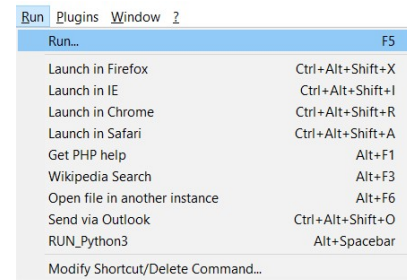 Run Plugins Window ?
Run... F5
Launch in Firefox Ctrl+Alt+Shift+X
Launch in IE Ctrl+Alt+Shift+I
Launch in Chrome Ctrl+Alt+Shift+R
Launch in Safari Ctrl+Alt+Shift+A
Get PHP help Alt+F1
Wikipedia Search Alt+F3
Open file in another instance Alt+F6
Send via Outlook Ctrl+Alt+Shift+O
RUN_Python3 Alt+Spacebar
Modify Shortcut/Delete Command...